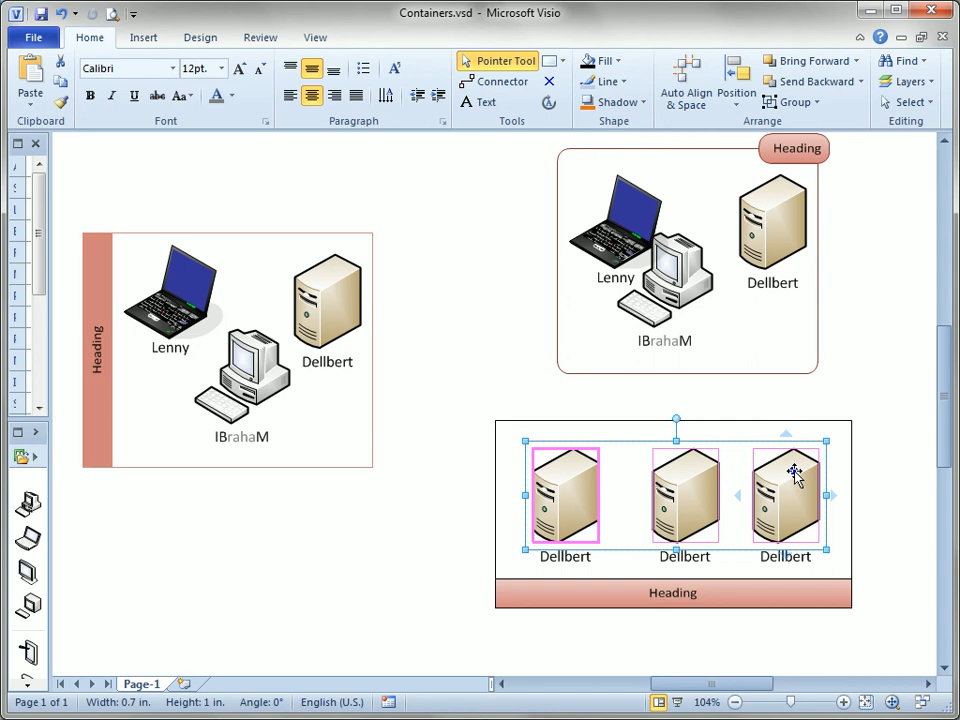 Containers.vsd - Microsoft Visio
File
Home
Insert
Design
Review
View
Paste
Clipboard
Calibri
12pt.
A
A
B
I
U
abc
Aa
A
Font
A
Paragraph
Pointer Tool
Connector
Text
Tools
Fill
Line
Shadow
Shape
Auto Align
& Space
Position
Bring Forward
Send Backward
Group
Arrange
Find
Layers
Select
Editing
Heading
Lenny
IBrahaM
Dellbert
Heading
Lenny
IBrahaM
Dellbert
Dellbert
Dellbert
Dellbert
Heading
Page-1
Page 1 of 1
Width: 0.7 in.
Height: 1 in.
Angle: 0°
English (U.S.)
104%